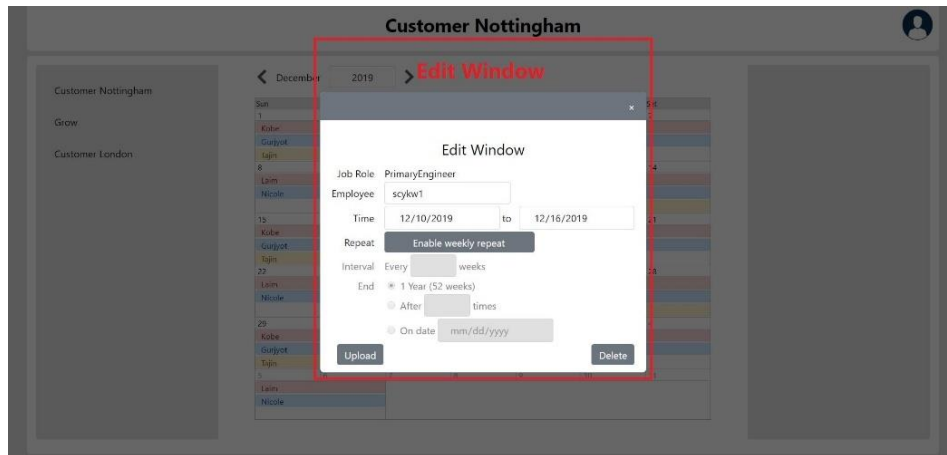 Customer Nottingham
Edit Window
December 2019
Customer Nottingham
Grow
Customer London
Sun
1
Kobe
Gurjyot
Tajin
8
Laim
Nicole
15
Kobe
Gurjyot
Tajin
22
Laim
Nicole
29
Kobe
Gurjyot
Tajin
5
Laim
Nicole
×
Edit Window
Job Role PrimaryEngineer
Employee scykw1
Time 12/10/2019 to 12/16/2019
Repeat Enable weekly repeat
Interval Every weeks
End 1 Year (52 weeks)
After times
On date mm/dd/yyyy
Upload Delete